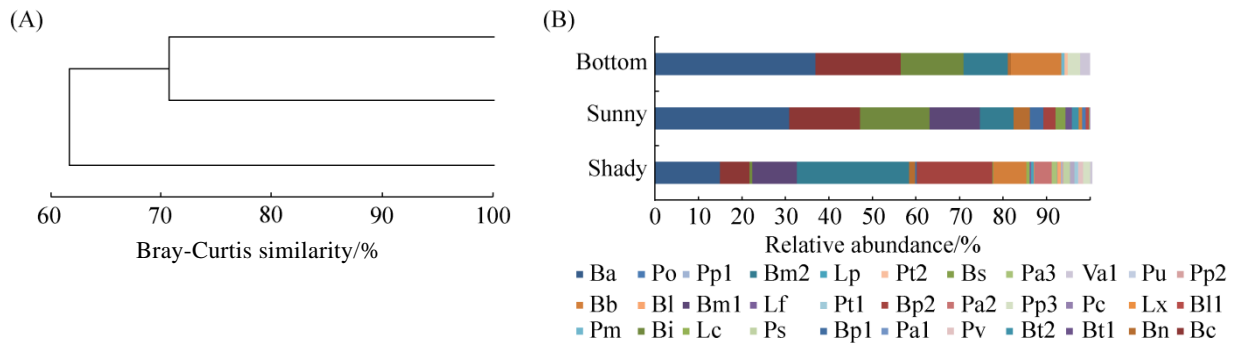 (A)
60 70 80 90 100
Bray-Curtis similarity/%
(B)
Bottom
Sunny
Shady
0 10 20 30 40 50 60 70 80 90
Relative abundance/%
Ba Po Pp1 Bm2 Lp Pt2 Bs Pa3 Va1 Pu Pp2
Bb Bl Bm1 Lf Pt1 Bp2 Pa2 Pp3 Pc Lx Bl1
Pm Bi Lc Ps Bp1 Pa1 Pv Bt2 Bt1 Bn Bc